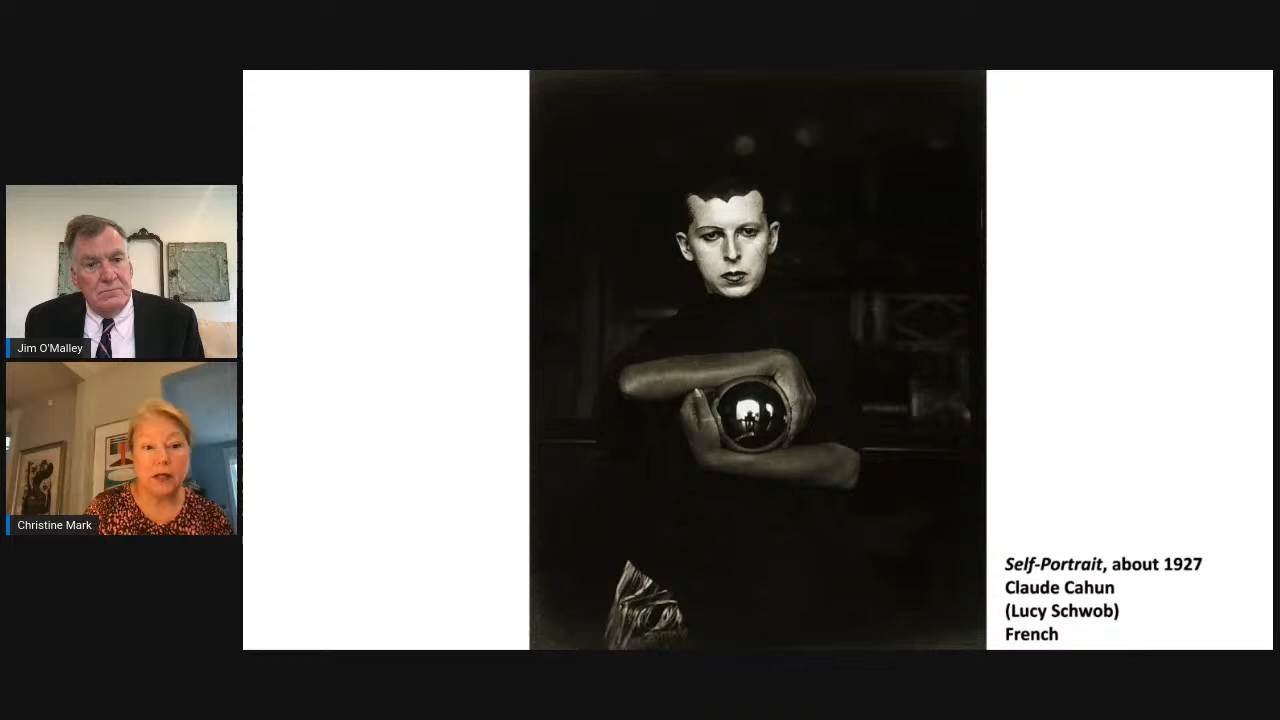 Jim O'Malley
Christine Mark
Self-Portrait, about 1927
Claude Cahun
(Lucy Schwob)
French